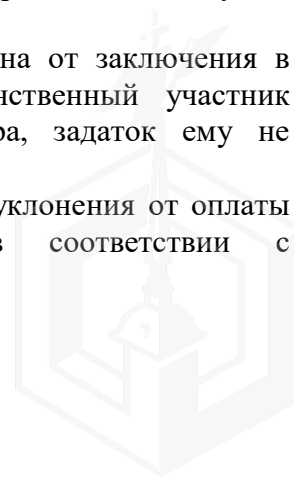 на от заключения в
нственный участник
ра, задаток ему не
уклонения от оплаты
в соответствии с